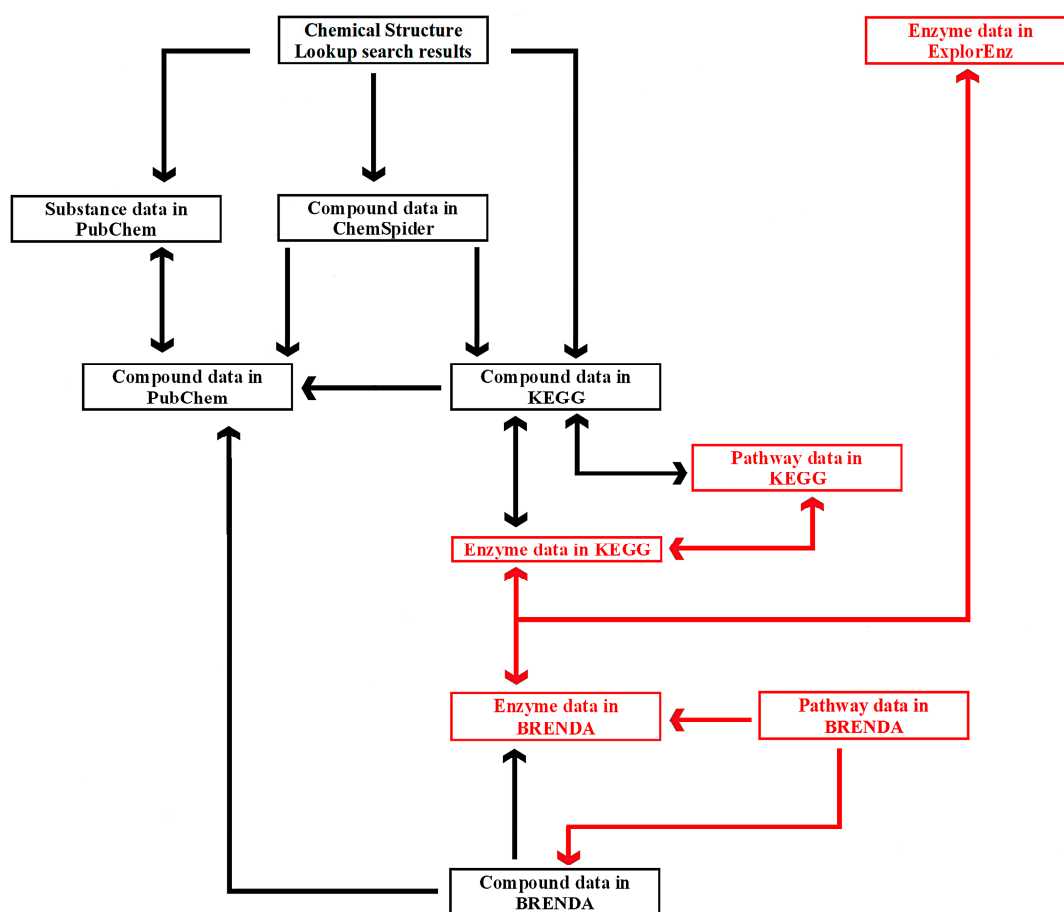 Chemical Structure
Lookup search results
Enzyme data in
ExplorEnz
Substance data in
PubChem
Compound data in
ChemSpider
Compound data in
PubChem
Compound data in
KEGG
Pathway data in
KEGG
Enzyme data in KEGG
Enzyme data in
BRENDA
Pathway data in
BRENDA
Compound data in
BRENDA